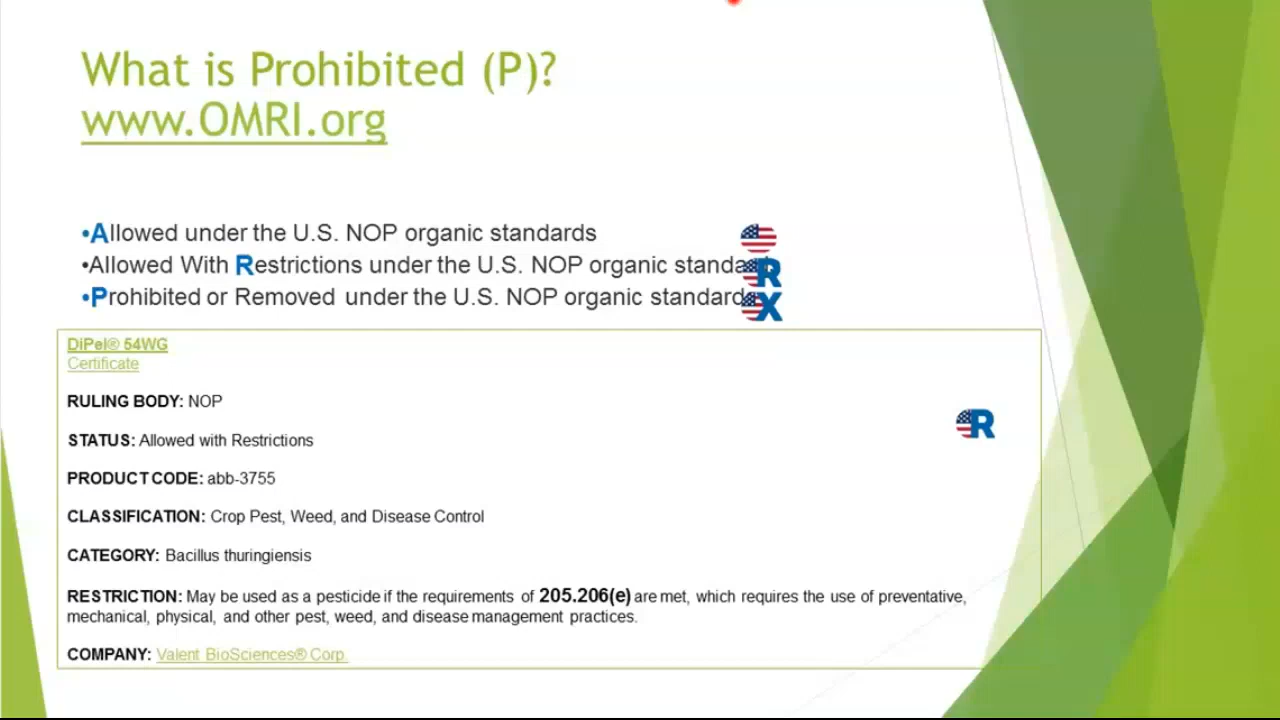 What is Prohibited (P)?
www.OMRI.org
•Allowed under the U.S. NOP organic standards
•Allowed With Restrictions under the U.S. NOP organic standard
R
•Prohibited or Removed under the U.S. NOP organic standards
X
DiPel® 54WG
Certificate
RULING BODY: NOP
R
STATUS: Allowed with Restrictions
PRODUCT CODE: abb-3755
CLASSIFICATION: Crop Pest, Weed, and Disease Control
CATEGORY: Bacillus thuringiensis
RESTRICTION: May be used as a pesticide if the requirements of 205.206(e) are met, which requires the use of preventative,
mechanical, physical, and other pest, weed, and disease management practices.
COMPANY: Valent BioSciences® Corp.